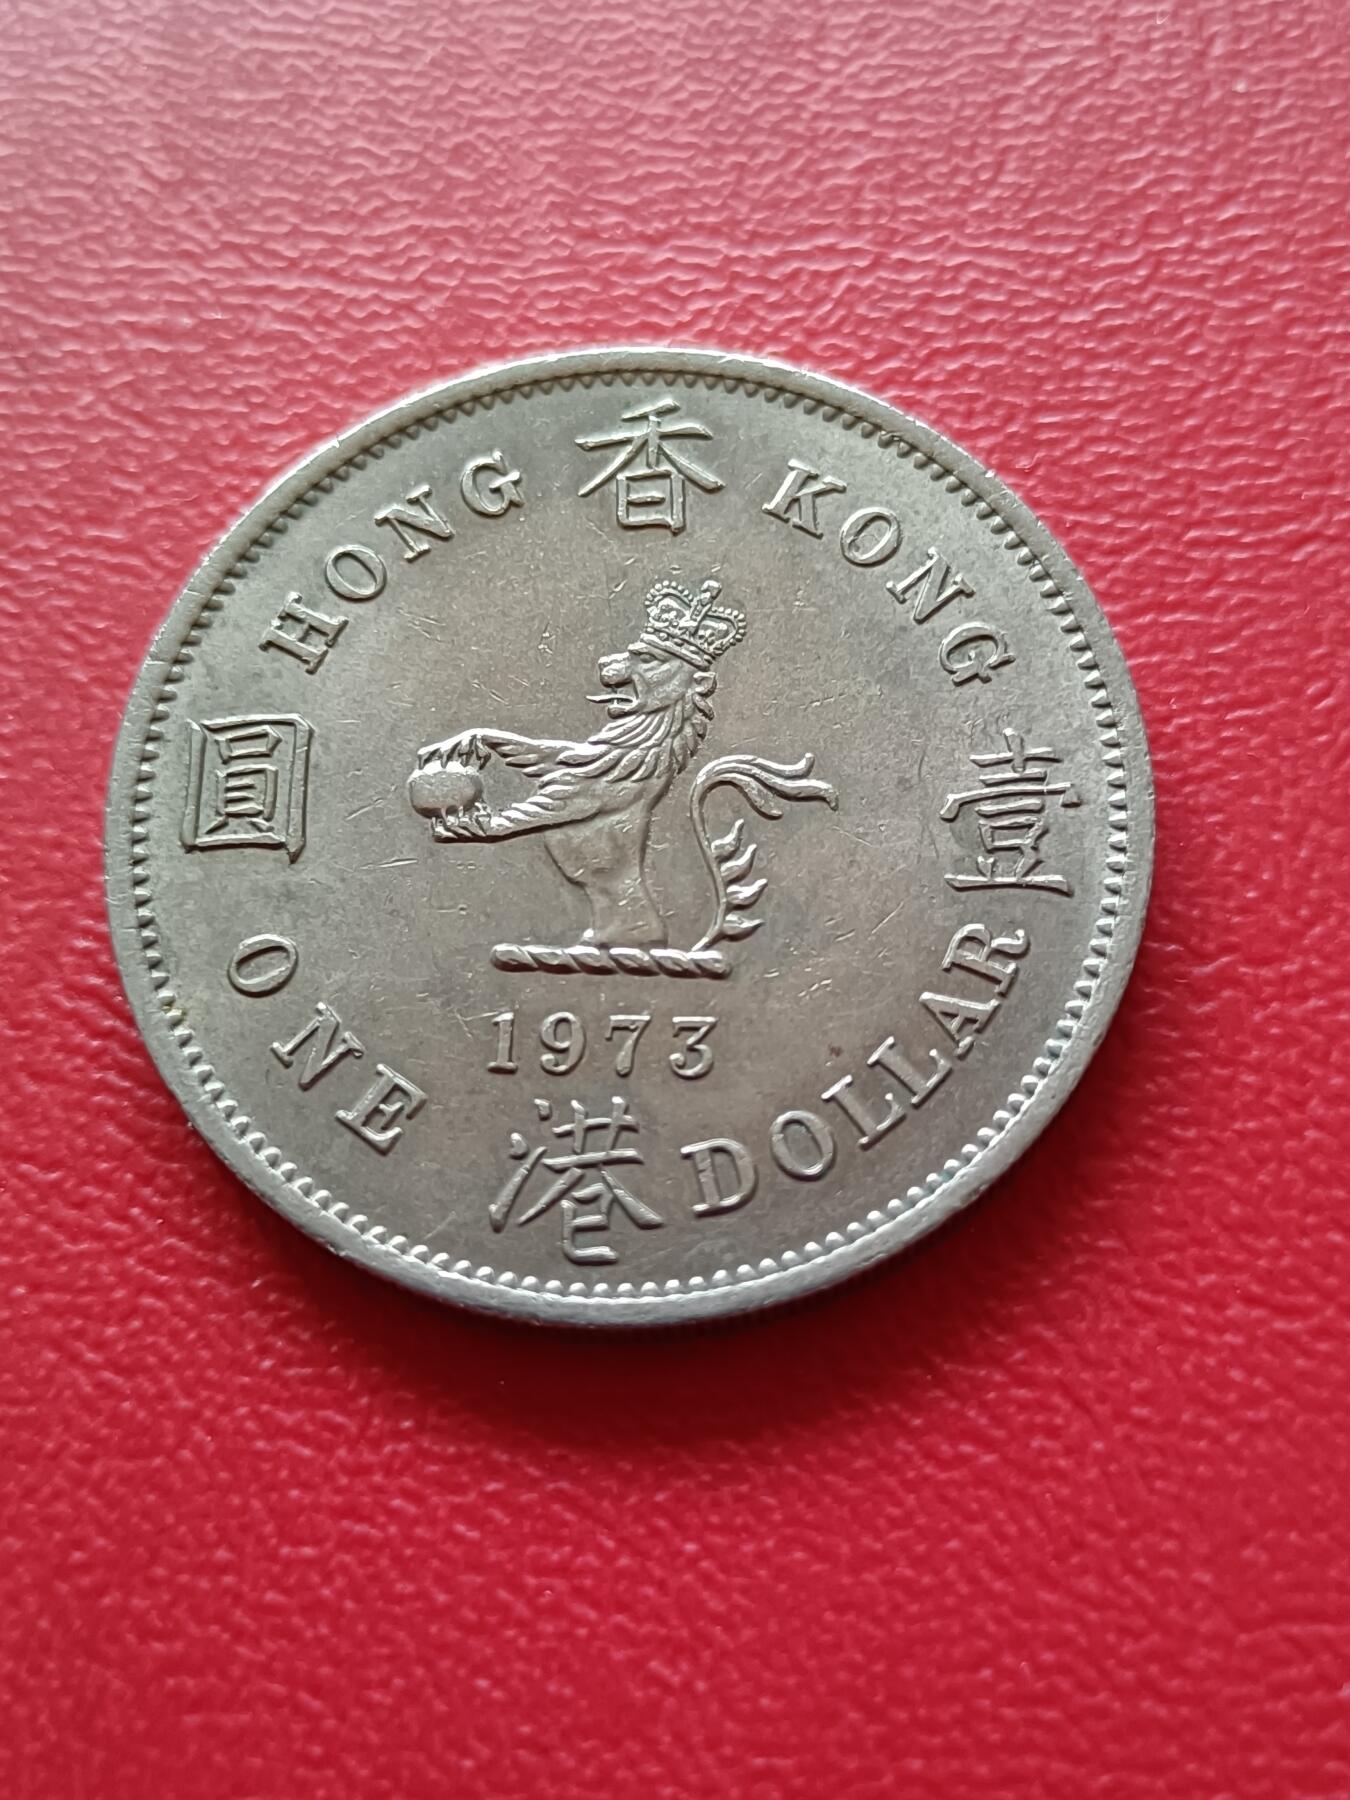 HONG KONG
香港
壹圓
1973
ONE DOLLAR